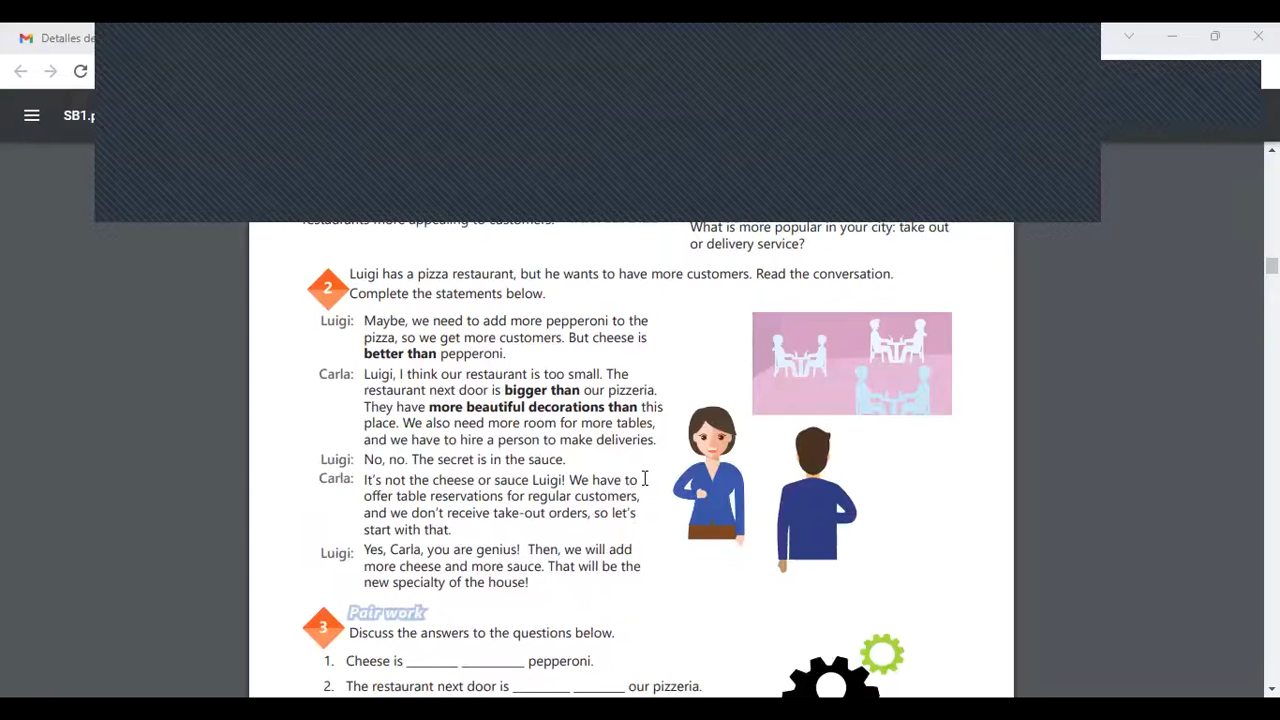 Detalles de
SB1.p
restaurants more appealing to customers.
What is more popular in your city: take out
or delivery service?
2
Luigi has a pizza restaurant, but he wants to have more customers. Read the conversation.
Complete the statements below.
Luigi: Maybe, we need to add more pepperoni to the
pizza, so we get more customers. But cheese is
better than pepperoni.
Carla: Luigi, I think our restaurant is too small. The
restaurant next door is bigger than our pizzeria.
They have more beautiful decorations than this
place. We also need more room for more tables,
and we have to hire a person to make deliveries.
Luigi: No, no. The secret is in the sauce.
Carla: It's not the cheese or sauce Luigi! We have to
offer table reservations for regular customers,
and we don't receive take-out orders, so let's
start with that.
Luigi: Yes, Carla, you are genius! Then, we will add
more cheese and more sauce. That will be the
new specialty of the house!
3
Pair work
Discuss the answers to the questions below.
1. Cheese is _______ _________ pepperoni.
2. The restaurant next door is ________ _______ our pizzeria.